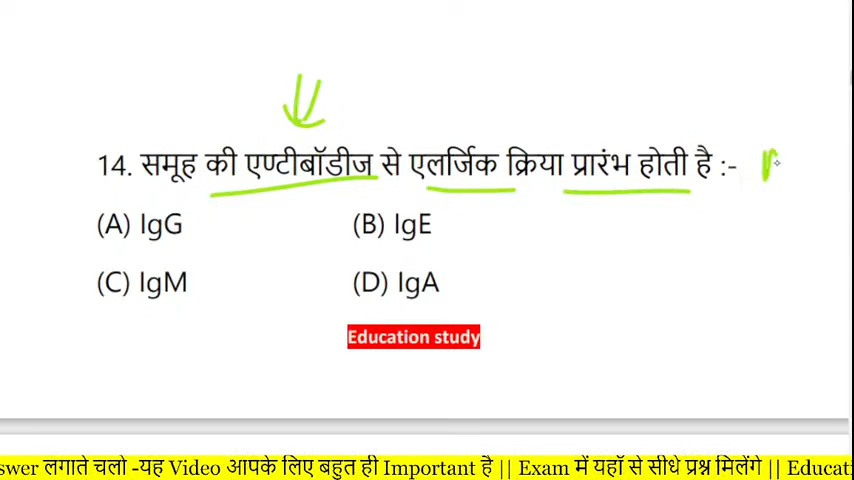 14. समूह की एण्टीबॉडीज से एलर्जिक क्रिया प्रारंभ होती है :-
(A) IgG (B) IgE
(C) IgM (D) IgA
Education study
swer लगाते चलो -यह Video आपके लिए बहुत ही Important है || Exam में यहाँ से सीधे प्रश्न मिलेंगे || Educati